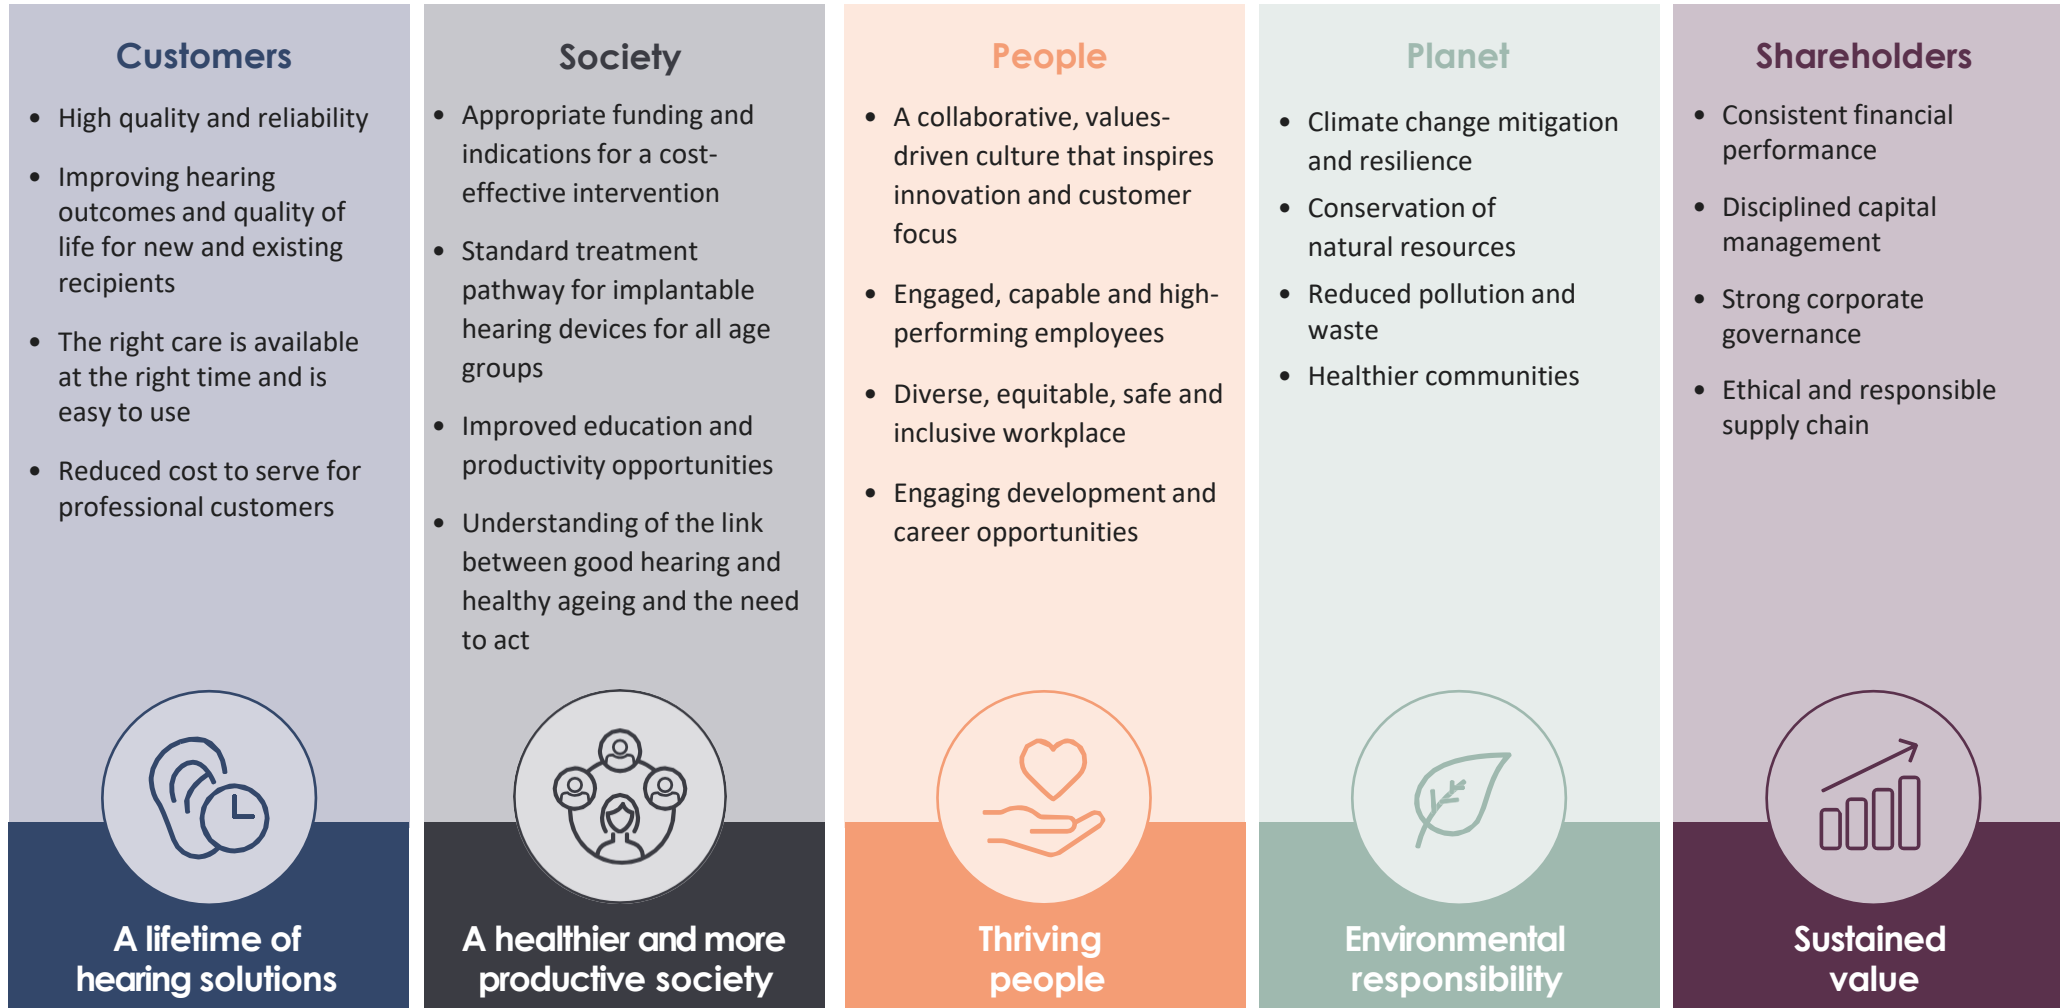 Customers
• High quality and reliability
• Improving hearing
outcomes and quality of
life for new and existing
recipients
• The right care is available
at the right time and is
easy to use
• Reduced cost to serve for
professional customers
A lifetime of
hearing solutions
Society
• Appropriate funding and
indications for a cost-
effective intervention
• Standard treatment
pathway for implantable
hearing devices for all age
groups
• Improved education and
productivity opportunities
• Understanding of the link
between good hearing and
healthy ageing and the need
to act
A healthier and more
productive society
People
• A collaborative, values-
driven culture that inspires
innovation and customer
focus
• Engaged, capable and high-
performing employees
• Diverse, equitable, safe and
inclusive workplace
• Engaging development and
career opportunities
Thriving
people
Planet
• Climate change mitigation
and resilience
• Conservation of
natural resources
• Reduced pollution and
waste
• Healthier communities
Environmental
responsibility
Shareholders
• Consistent financial
performance
• Disciplined capital
management
• Strong corporate
governance
• Ethical and responsible
supply chain
Sustained
value